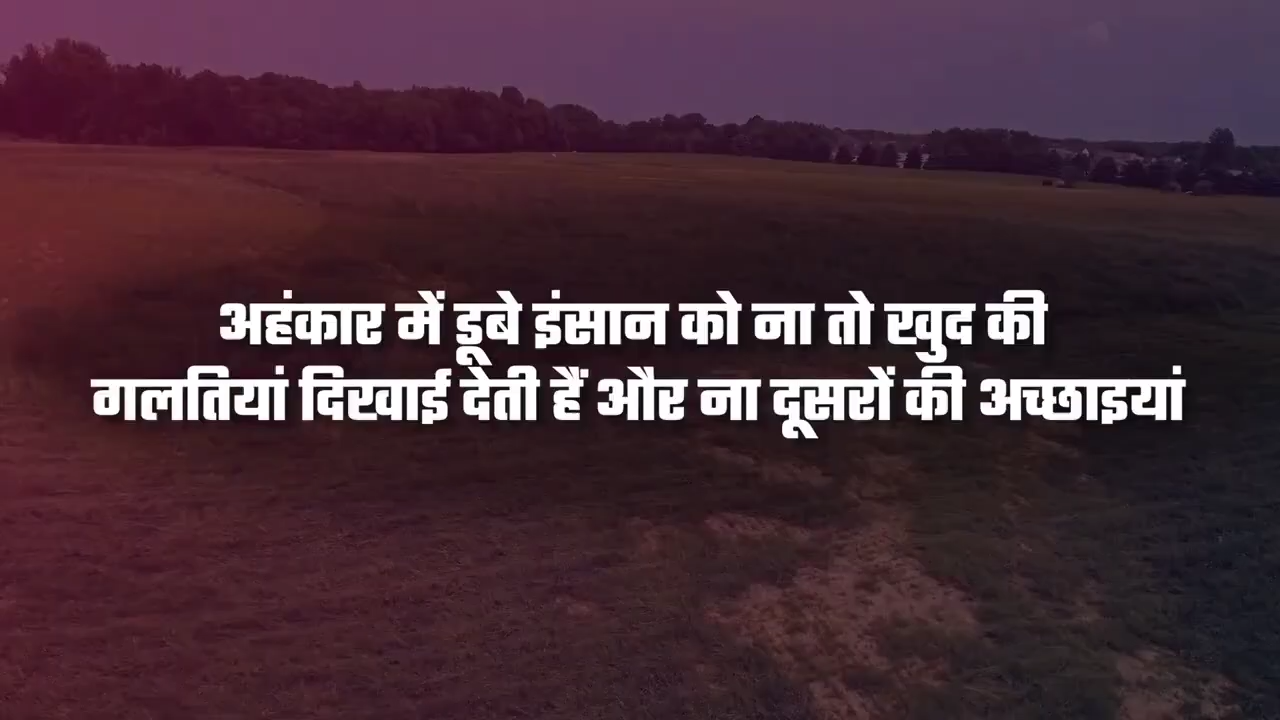 अहंकार में डूबे इंसान को ना तो खुद की
गलतियां दिखाई देती हैं और ना दूसरों की अच्छाइयां